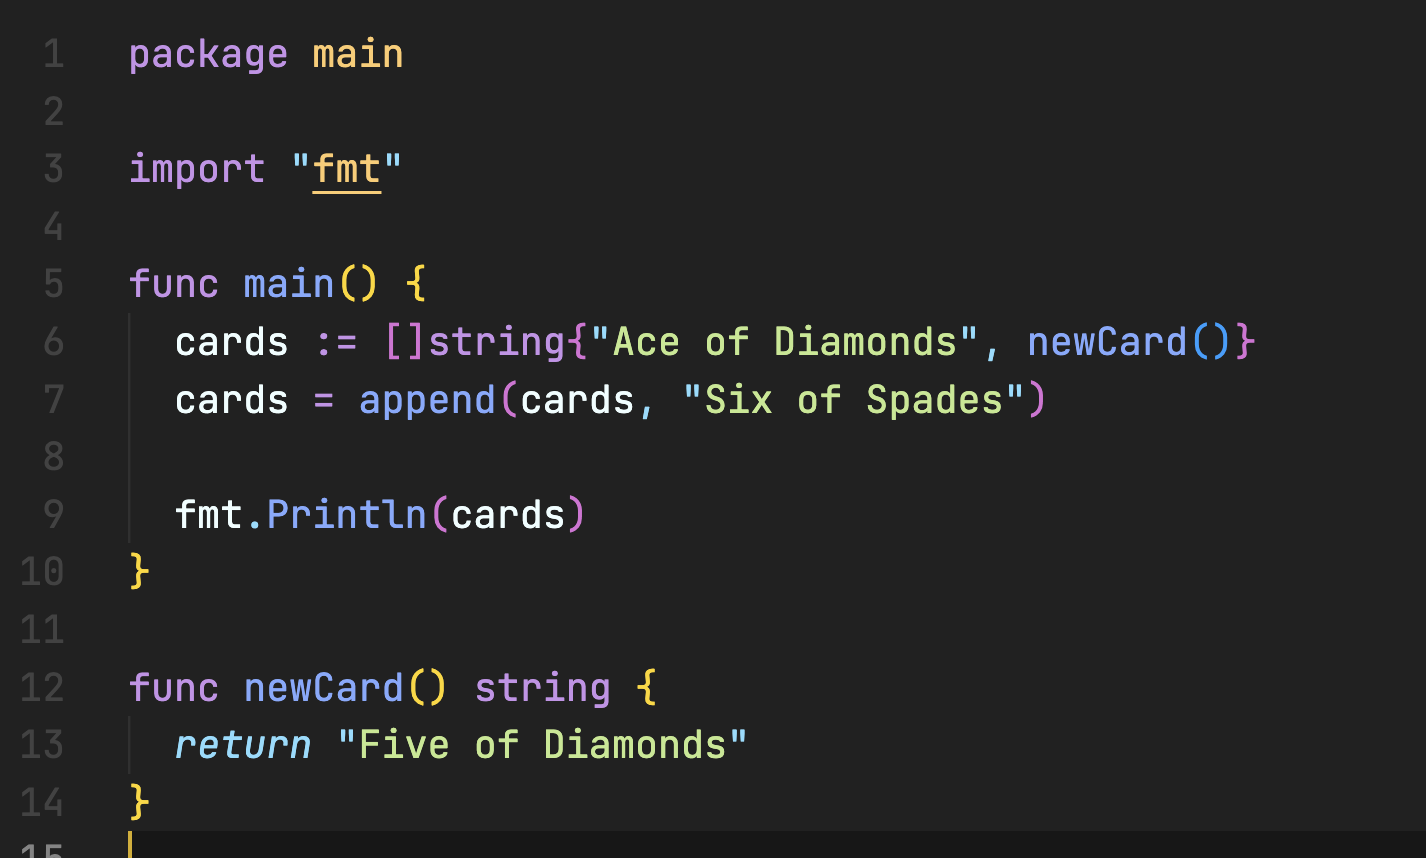 1 package main
2
3 import "fmt"
4
5 func main() {
6 cards := []string{"Ace of Diamonds", newCard()}
7 cards = append(cards, "Six of Spades")
8
9 fmt.Println(cards)
10 }
11
12 func newCard() string {
13 return "Five of Diamonds"
14 }
15